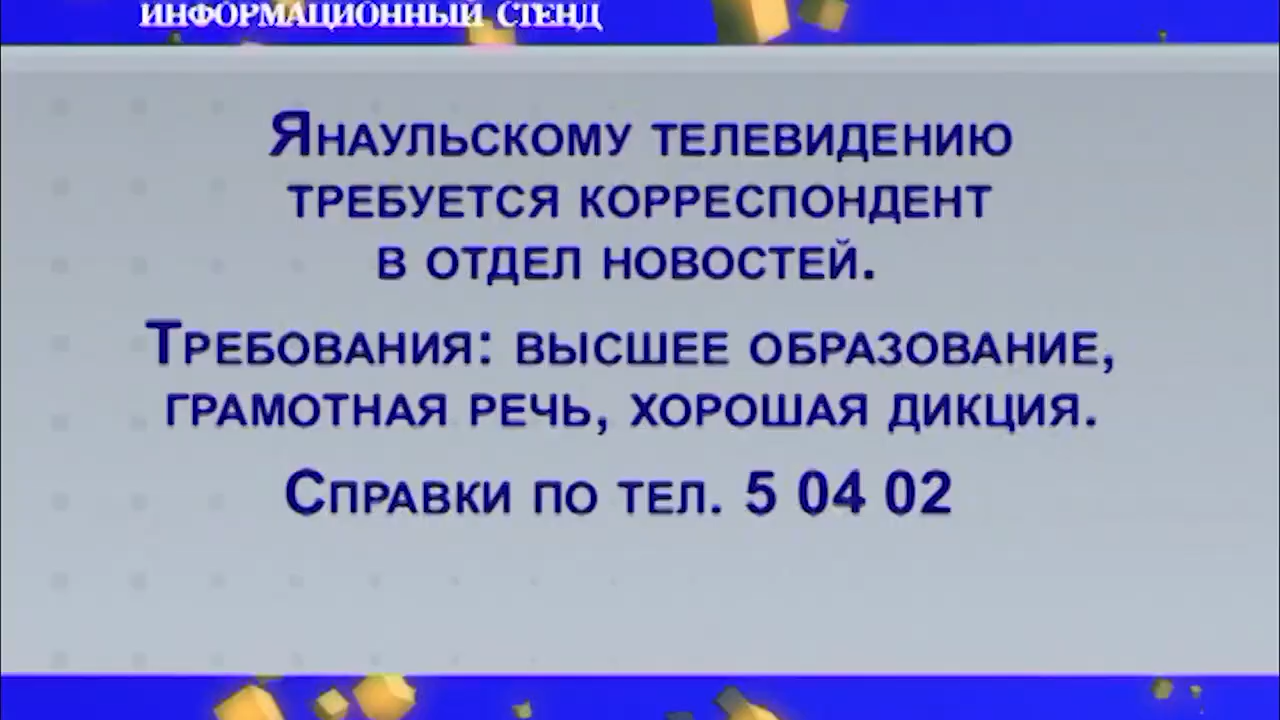 ИНФОРМАЦИОННЫЙ СТЕНД
Янаульскому телевидению
требуется корреспондент
в отдел новостей.
Требования: высшее образование,
грамотная речь, хорошая дикция.
Справки по тел. 5 04 02